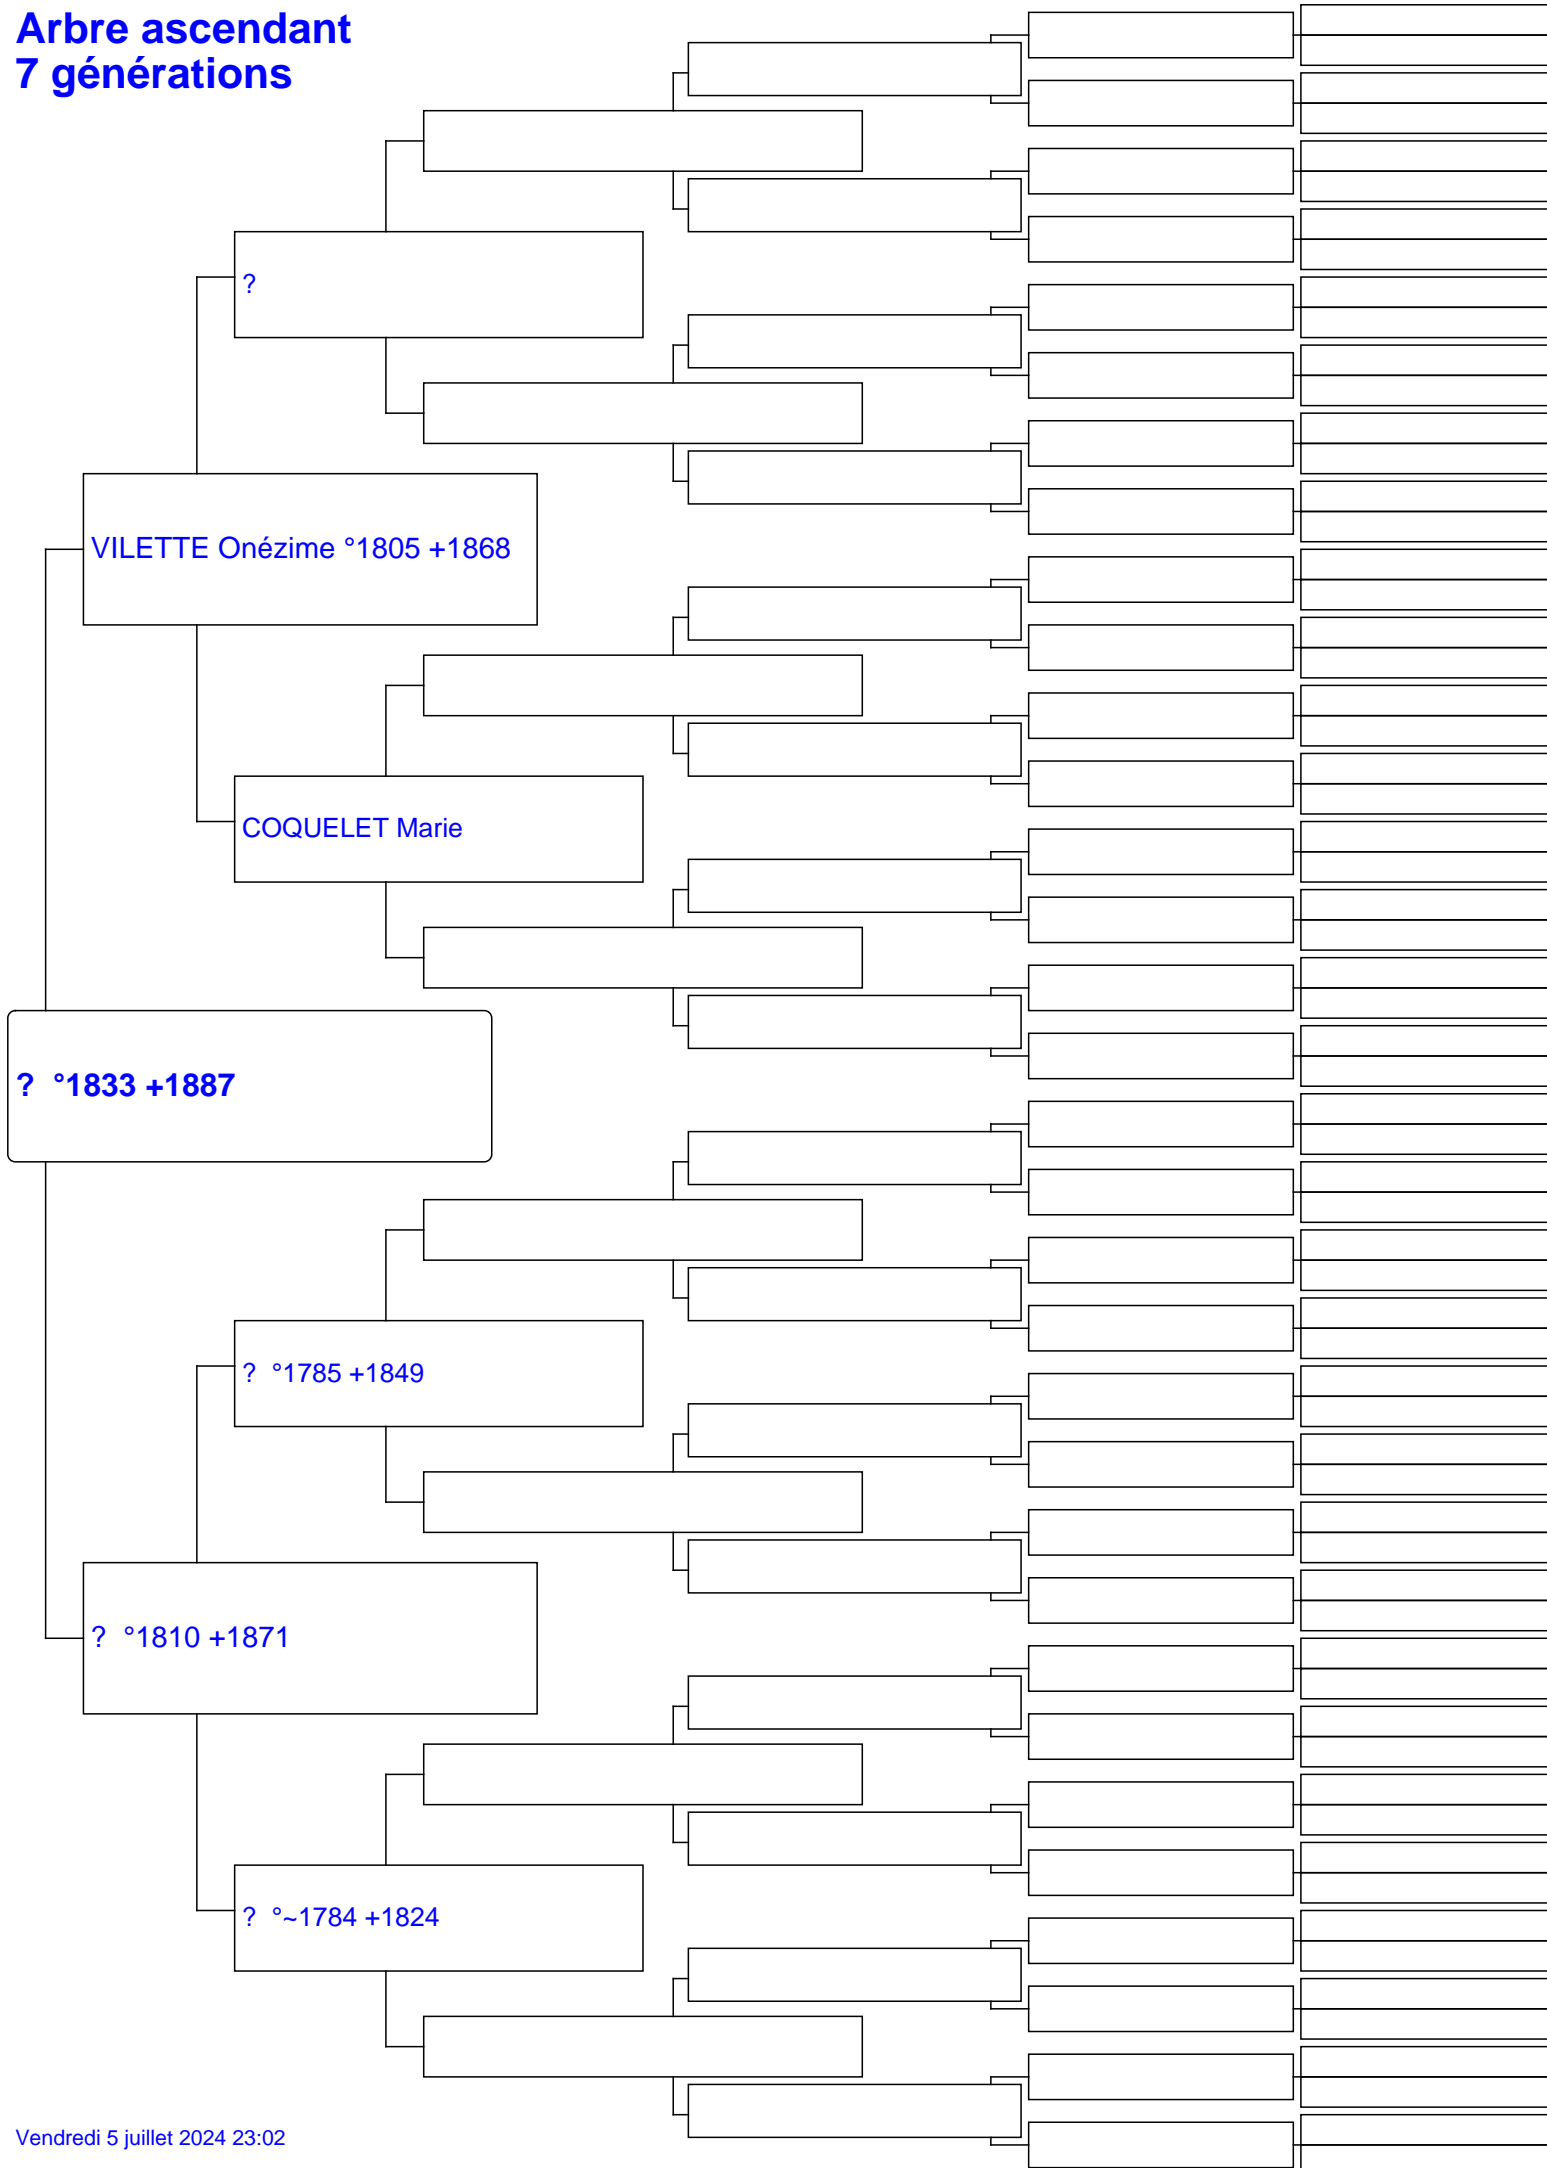 Arbre ascendant
7 générations
?
VILETTE Onézime °1805 +1868
COQUELET Marie
? °1833 +1887
? °1785 +1849
? °1810 +1871
? °~1784 +1824
Vendredi 5 juillet 2024 23:02